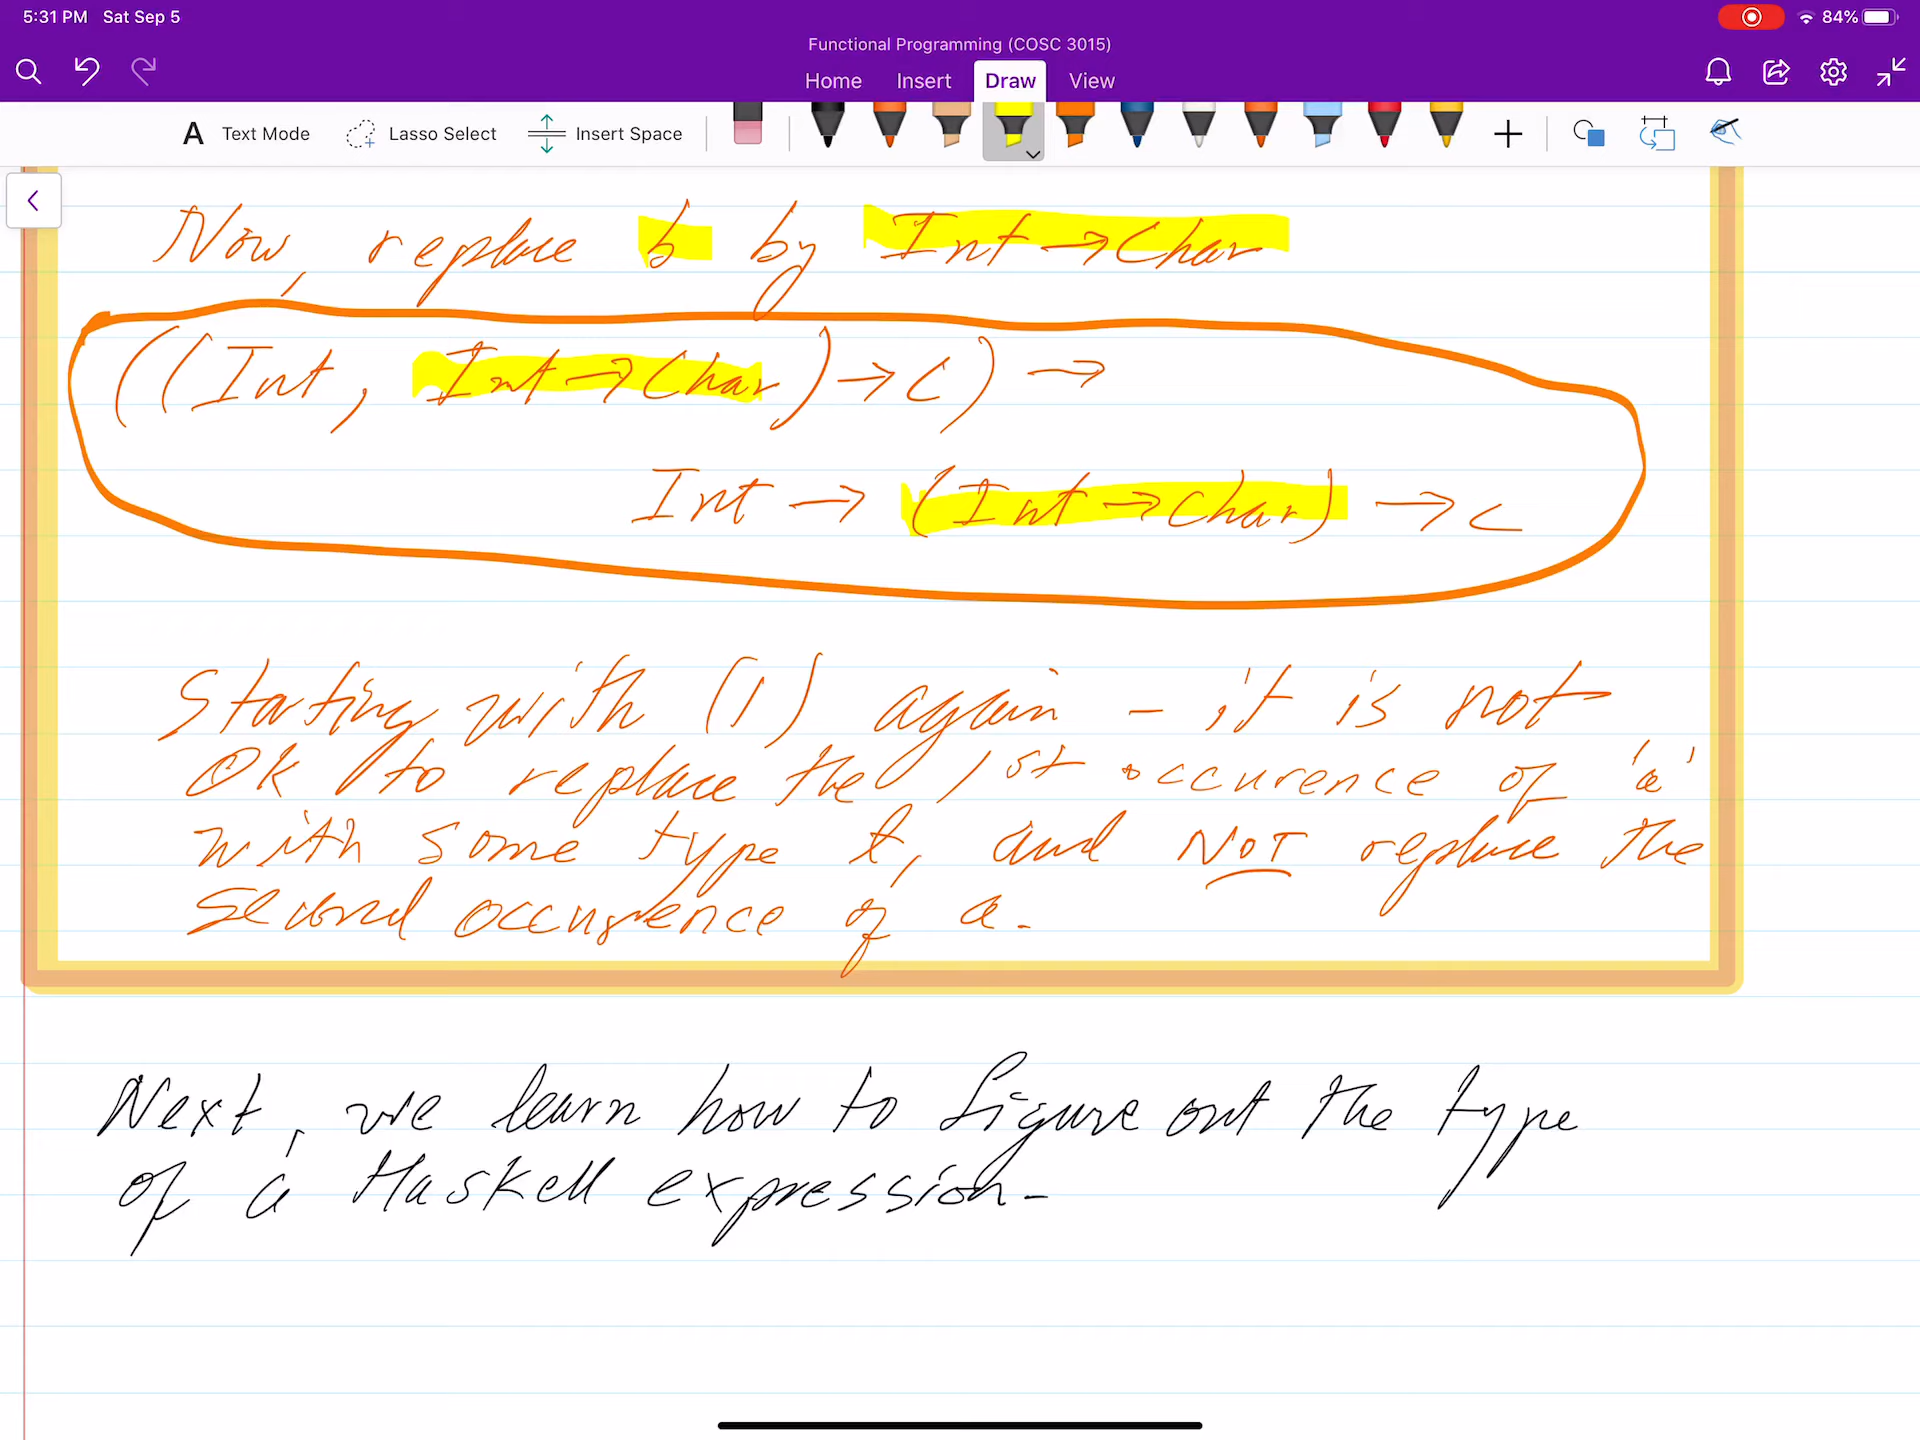 5:31 PM Sat Sep 5
84%
Functional Programming (COSC 3015)
Home Insert Draw View
A Text Mode Lasso Select Insert Space
Now, replace b by Int → Char
((Int, Int → Char) → c) →
Int → (Int → Char) → c
Starting with (1) again - it is not
ok to replace the 1st occurence of 'a'
with some type t, and NOT replace the
second occurence of a.
Next, we learn how to figure out the type
of a Haskell expression.